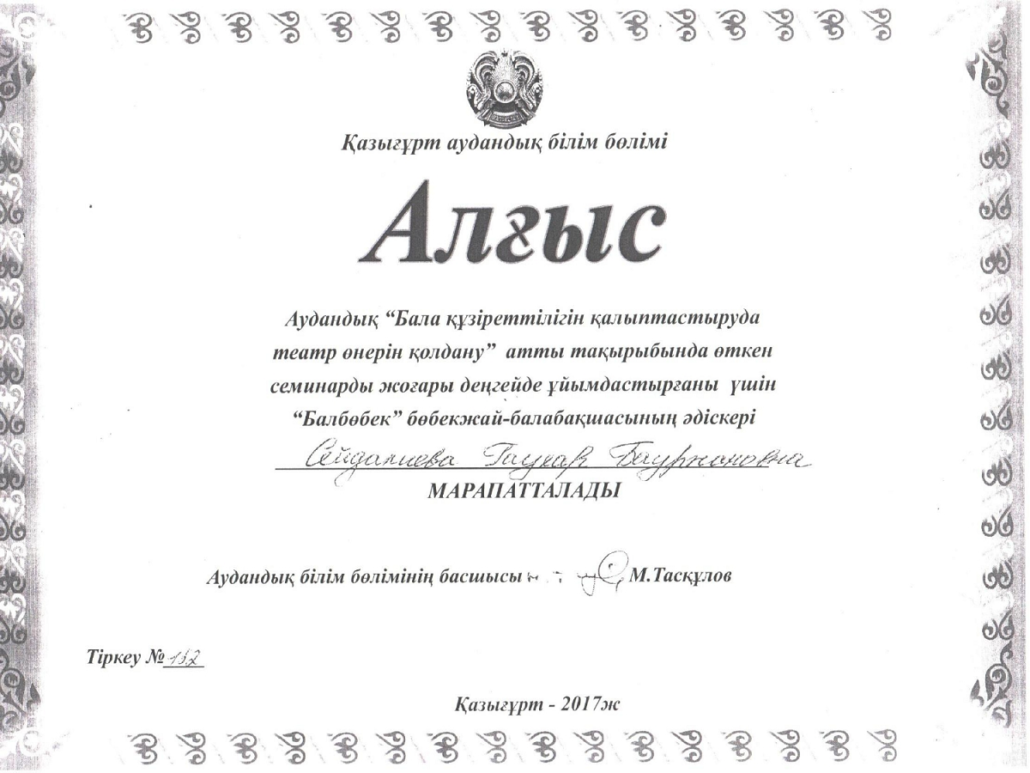 Қазығұрт аудандық білім бөлімі
Алғыс
Аудандық “Бала құзіреттілігін қалыптастыруда
театр өнерін қолдану” атты тақырыбында өткен
семинарды жоғары деңгейде ұйымдастырғаны үшін
“Балбөбек” бөбекжай-балабақшасының әдіскері
Сейдалиева Гаухар Бауржановна
МАРАПАТТАЛАДЫ
Аудандық білім бөлімінің басшысы М.Тасқұлов
Тіркеу №152
Қазығұрт - 2017ж